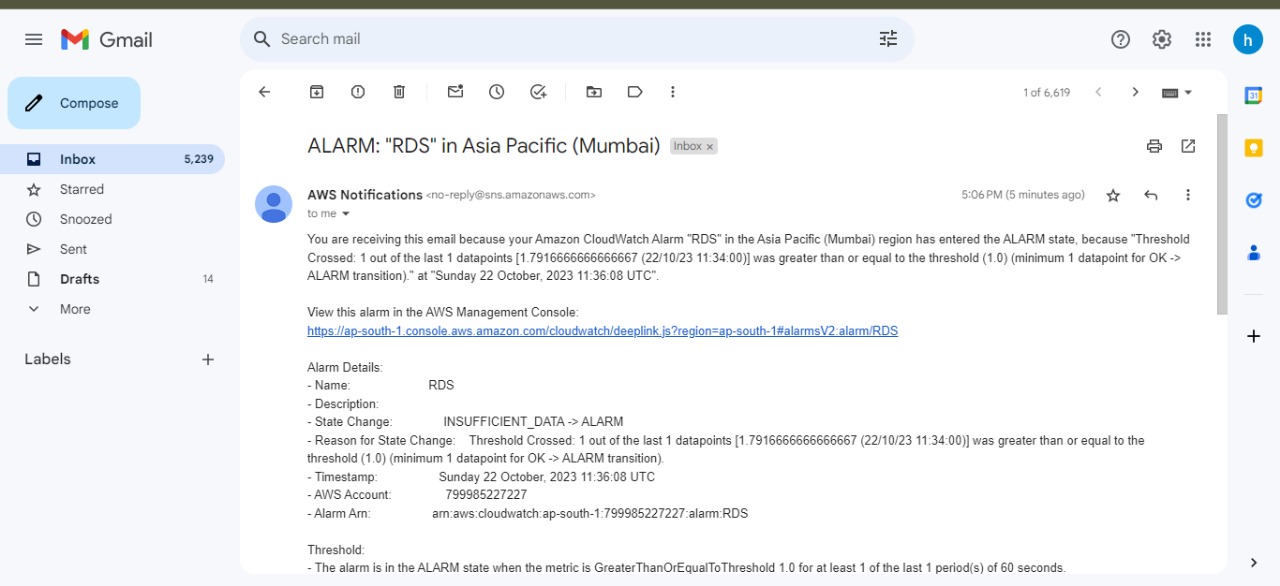 Gmail
Search mail
h
Compose
1 of 6,619
Inbox 5,239
Starred
Snoozed
Sent
Drafts 14
More
Labels
31
ALARM: "RDS" in Asia Pacific (Mumbai) Inbox ×
AWS Notifications <no-reply@sns.amazonaws.com> 5:06 PM (5 minutes ago)
to me
You are receiving this email because your Amazon CloudWatch Alarm "RDS" in the Asia Pacific (Mumbai) region has entered the ALARM state, because "Threshold
Crossed: 1 out of the last 1 datapoints [1.7916666666666667 (22/10/23 11:34:00)] was greater than or equal to the threshold (1.0) (minimum 1 datapoint for OK ->
ALARM transition)." at "Sunday 22 October, 2023 11:36:08 UTC".
View this alarm in the AWS Management Console:
https://ap-south-1.console.aws.amazon.com/cloudwatch/deeplink.js?region=ap-south-1#alarmsV2:alarm/RDS
Alarm Details:
- Name: RDS
- Description:
- State Change: INSUFFICIENT_DATA -> ALARM
- Reason for State Change: Threshold Crossed: 1 out of the last 1 datapoints [1.7916666666666667 (22/10/23 11:34:00)] was greater than or equal to the
threshold (1.0) (minimum 1 datapoint for OK -> ALARM transition).
- Timestamp: Sunday 22 October, 2023 11:36:08 UTC
- AWS Account: 799985227227
- Alarm Arn: arn:aws:cloudwatch:ap-south-1:799985227227:alarm:RDS
Threshold:
- The alarm is in the ALARM state when the metric is GreaterThanOrEqualToThreshold 1.0 for at least 1 of the last 1 period(s) of 60 seconds.